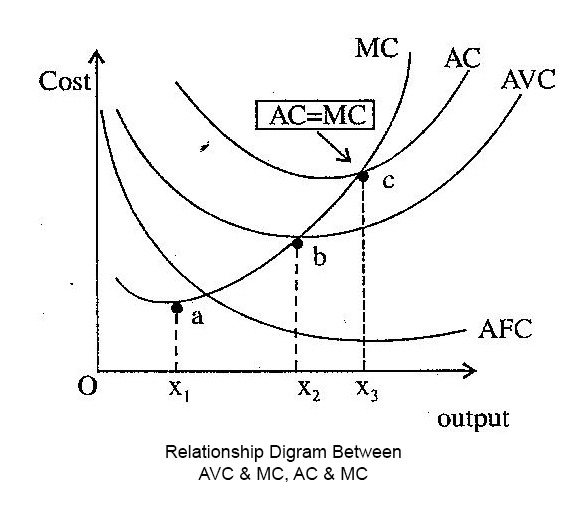 MC
AC
Cost
AVC
AC=MC
c
b
a
AFC
O
x₁
x₂
x₃
output
Relationship Digram Between
AVC & MC, AC & MC